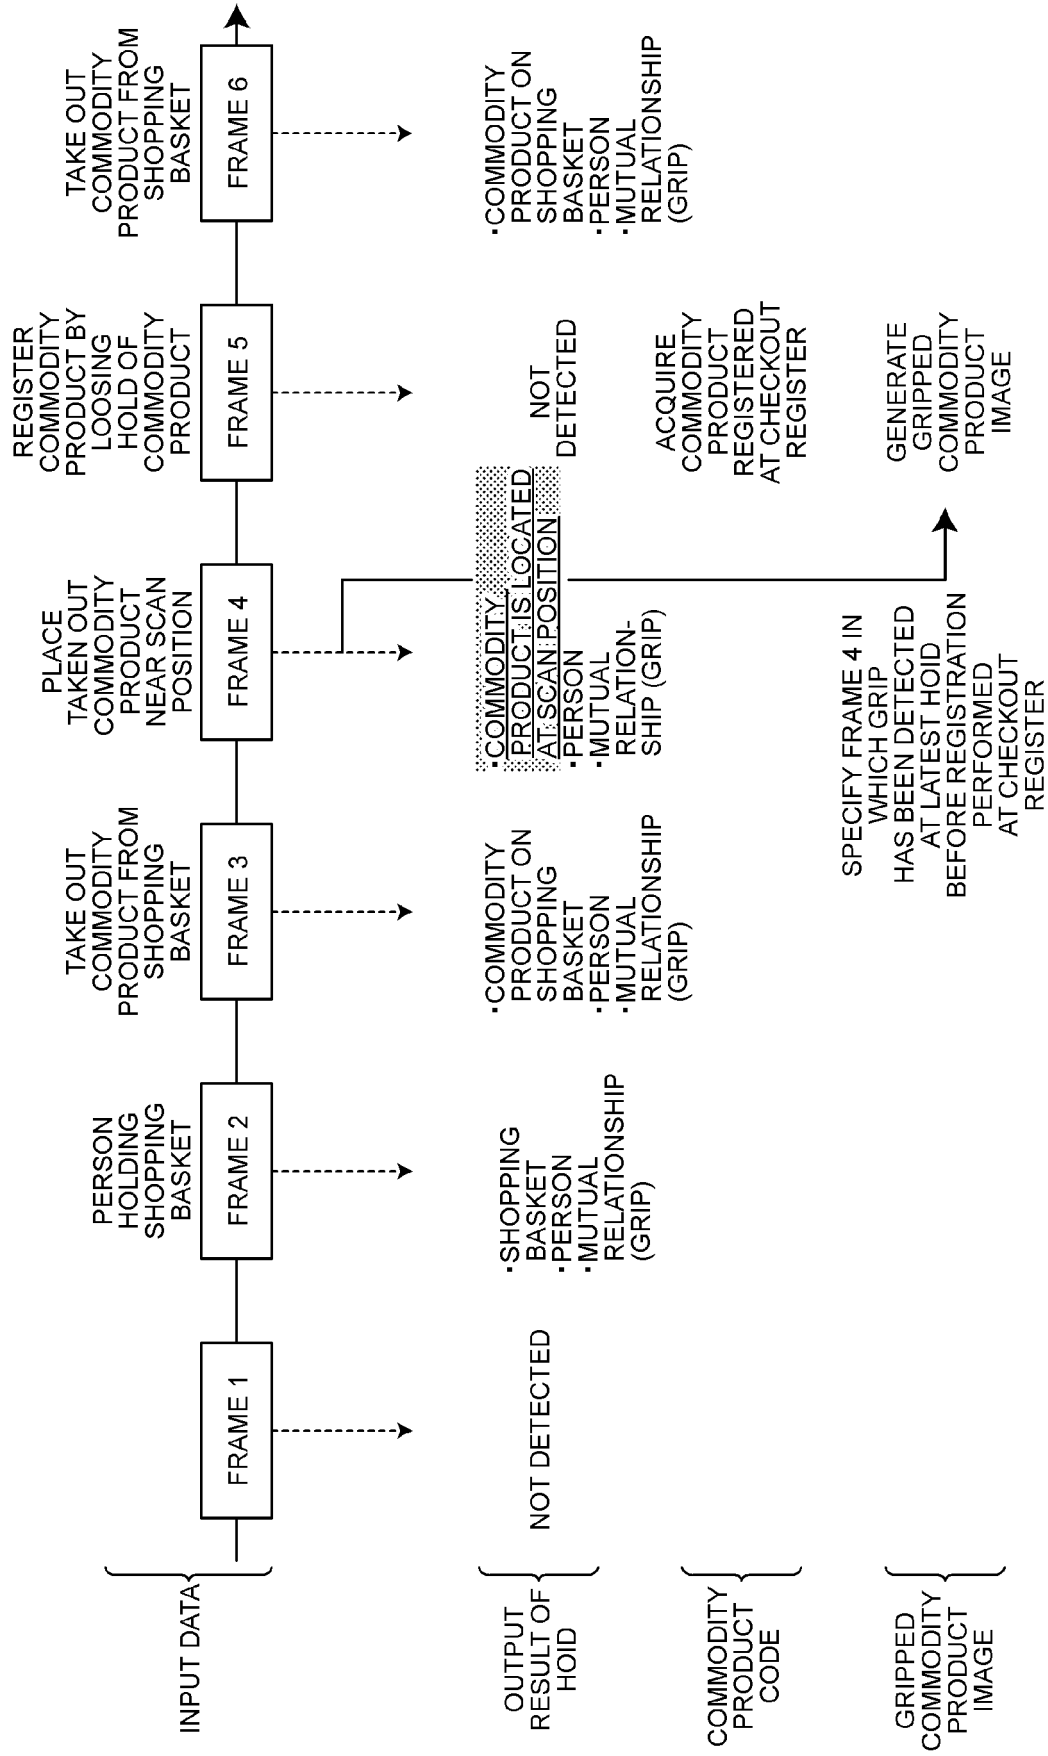 INPUT DATA
PERSON
HOLDING
SHOPPING
BASKET
TAKE OUT
COMMODITY
PRODUCT FROM
SHOPPING
BASKET
PLACE
TAKEN OUT
COMMODITY
PRODUCT
NEAR SCAN
POSITION
REGISTER
COMMODITY
PRODUCT BY
LOOSING
HOLD OF
COMMODITY
PRODUCT
TAKE OUT
COMMODITY
PRODUCT FROM
SHOPPING
BASKET
FRAME 1
FRAME 2
FRAME 3
FRAME 4
FRAME 5
FRAME 6
OUTPUT
RESULT OF
HOID
NOT DETECTED
·SHOPPING
BASKET
·PERSON
·MUTUAL
RELATIONSHIP
(GRIP)
·COMMODITY
PRODUCT ON
SHOPPING
BASKET
·PERSON
·MUTUAL
RELATIONSHIP
(GRIP)
·COMMODITY
PRODUCT IS LOCATED
AT SCAN POSITION
·PERSON
·MUTUAL
RELATION-
SHIP (GRIP)
NOT
DETECTED
·COMMODITY
PRODUCT ON
SHOPPING
BASKET
·PERSON
·MUTUAL
RELATIONSHIP
(GRIP)
COMMODITY
PRODUCT
CODE
ACQUIRE
COMMODITY
PRODUCT
REGISTERED
AT CHECKOUT
REGISTER
GRIPPED
COMMODITY
PRODUCT
IMAGE
SPECIFY FRAME 4 IN
WHICH GRIP
HAS BEEN DETECTED
AT LATEST HOID
BEFORE REGISTRATION
PERFORMED
AT CHECKOUT
REGISTER
GENERATE
GRIPPED
COMMODITY
PRODUCT
IMAGE